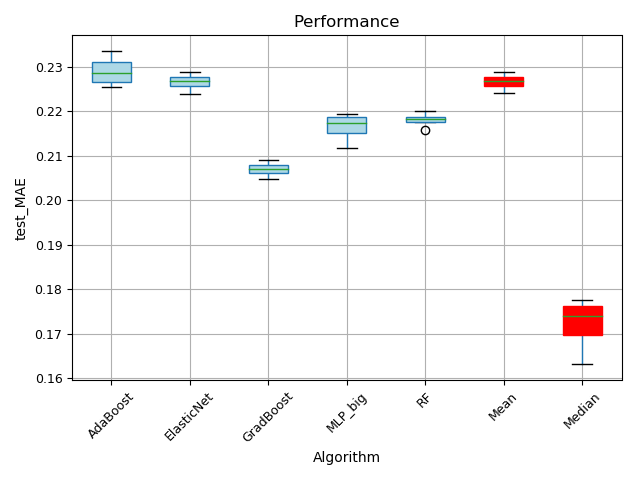 Performance
test_MAE
0.23
0.22
0.21
0.20
0.19
0.18
0.17
0.16
AdaBoost
ElasticNet
GradBoost
MLP_big
RF
Mean
Median
Algorithm